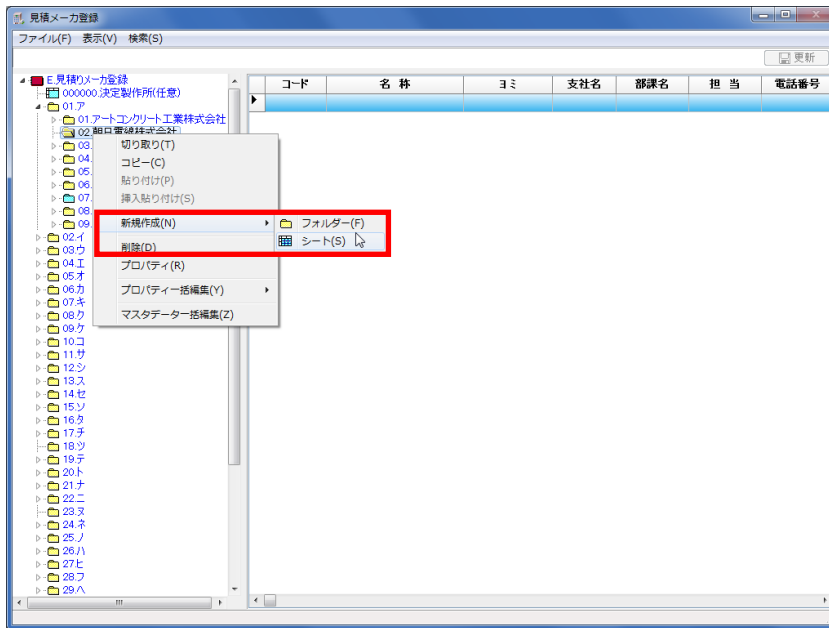 見積メーカ登録
ファイル(F) 表示(V) 検索(S)
更新
E.見積りメーカ登録
000000.決定製作所(任意)
01.ア
01.アートコンクリート工業株式会社
02.朝日電線株式会社
03.
04.
05.
06.
07.
08.
09.
02.イ
03.ウ
04.エ
05.オ
06.カ
07.キ
08.ク
09.ケ
10.コ
11.サ
12.シ
13.ス
14.セ
15.ソ
16.タ
17.チ
18.ツ
19.テ
20.ト
21.ナ
22.ニ
23.ヌ
24.ネ
25.ノ
26.ハ
27.ヒ
28.フ
29.ヘ
コード 名 称 ヨミ 支社名 部課名 担 当 電話番号
切り取り(T)
コピー(C)
貼り付け(P)
挿入貼り付け(S)
新規作成(N)
削除(D)
プロパティ(R)
プロパティー括編集(Y)
マスタデーター括編集(Z)
フォルダー(F)
シート(S)